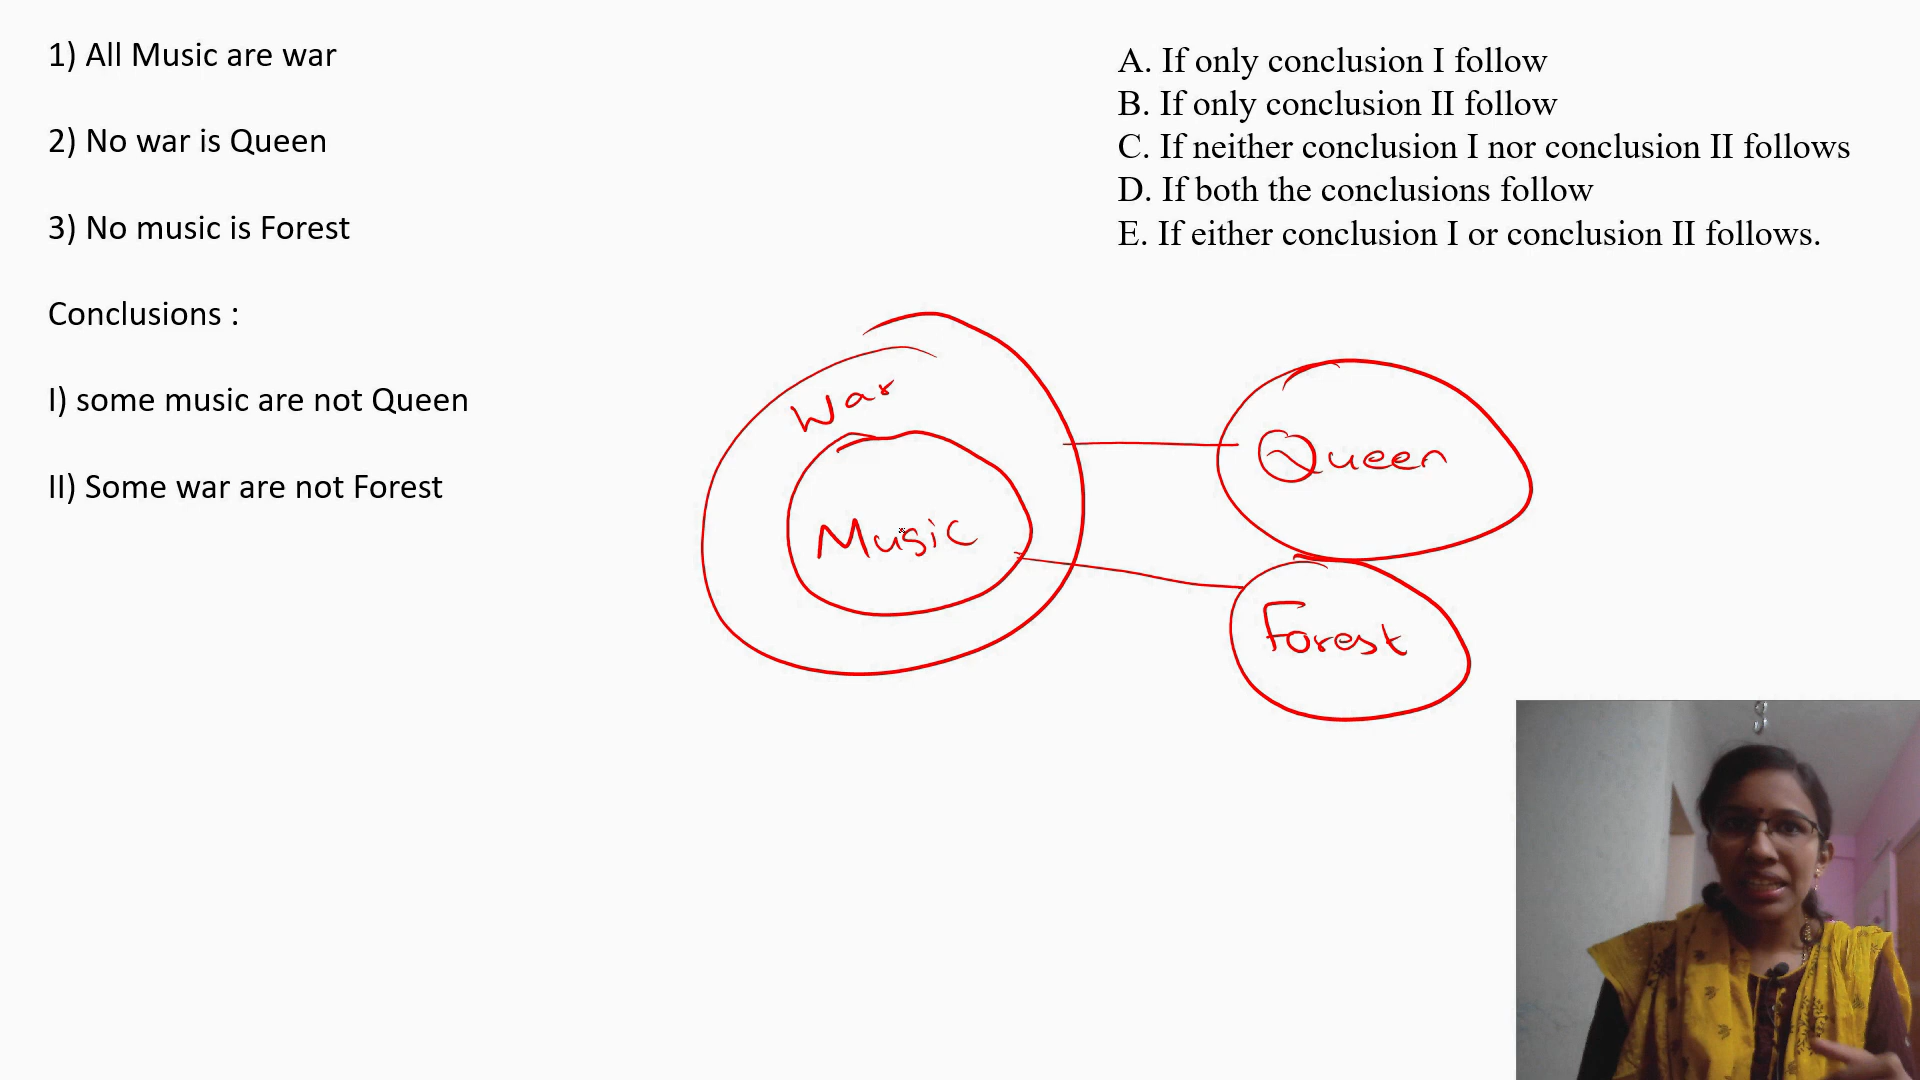 1) All Music are war
2) No war is Queen
3) No music is Forest
Conclusions :
I) some music are not Queen
II) Some war are not Forest
A. If only conclusion I follow
B. If only conclusion II follow
C. If neither conclusion I nor conclusion II follows
D. If both the conclusions follow
E. If either conclusion I or conclusion II follows.
War
Music
Queen
Forest